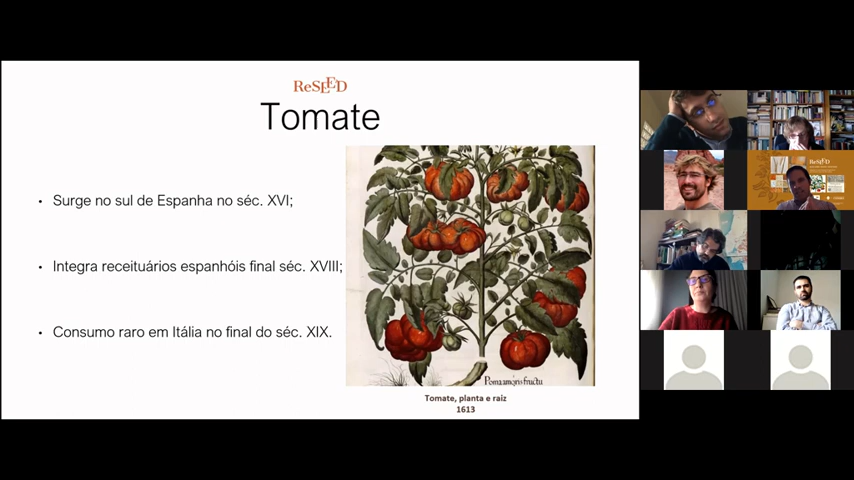 ReSEED
Tomate
• Surge no sul de Espanha no séc. XVI;
• Integra receituários espanhóis final séc. XVIII;
• Consumo raro em Itália no final do séc. XIX.
Poma amoris fructu
Tomate, planta e raiz
1613
ReSEED